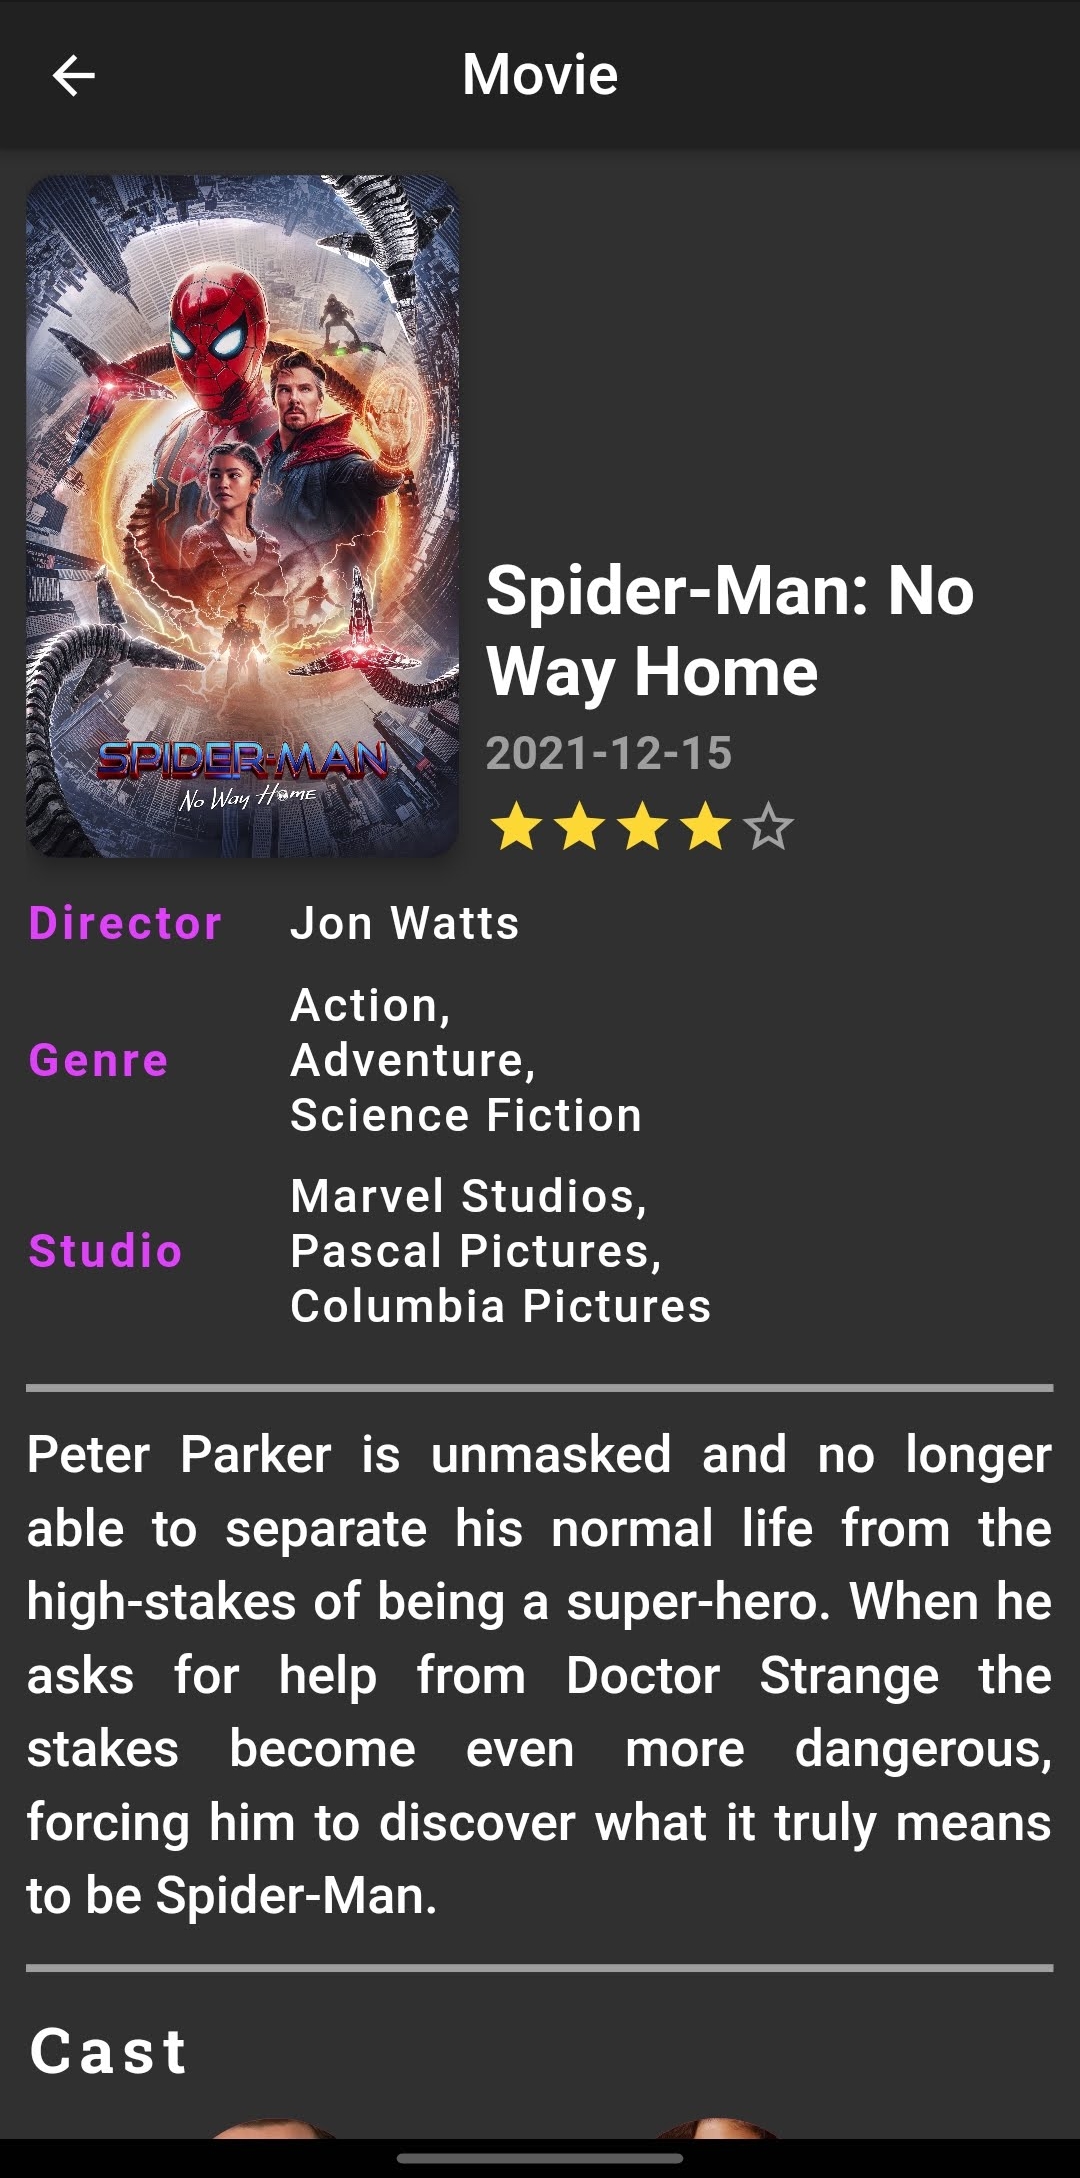 Movie
SPIDER-MAN
No Way Home
Spider-Man: No
Way Home
2021-12-15
Director Jon Watts
Action,
Genre Adventure,
Science Fiction
Marvel Studios,
Studio Pascal Pictures,
Columbia Pictures
Peter Parker is unmasked and no longer
able to separate his normal life from the
high-stakes of being a super-hero. When he
asks for help from Doctor Strange the
stakes become even more dangerous,
forcing him to discover what it truly means
to be Spider-Man.
Cast